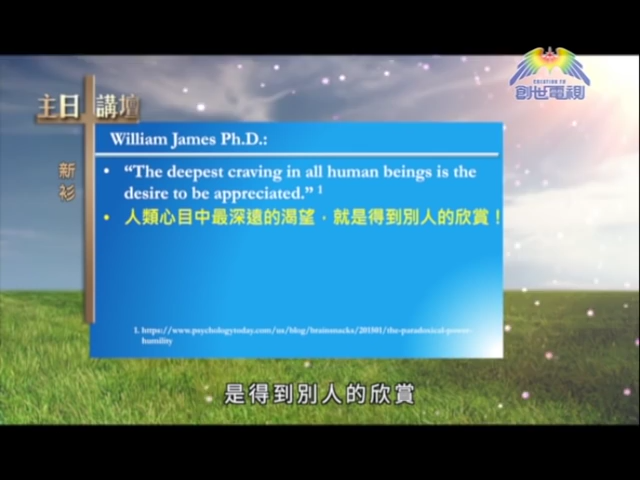 主日講壇
CREATION TV
創世電視
新
衫
William James Ph.D.:
• “The deepest craving in all human beings is the
desire to be appreciated.” 1
• 人類心目中最深遠的渴望，就是得到別人的欣賞！
1. https://www.psychologytoday.com/us/blog/brainsnacks/201801/the-paradoxical-power-
humility
是得到別人的欣賞